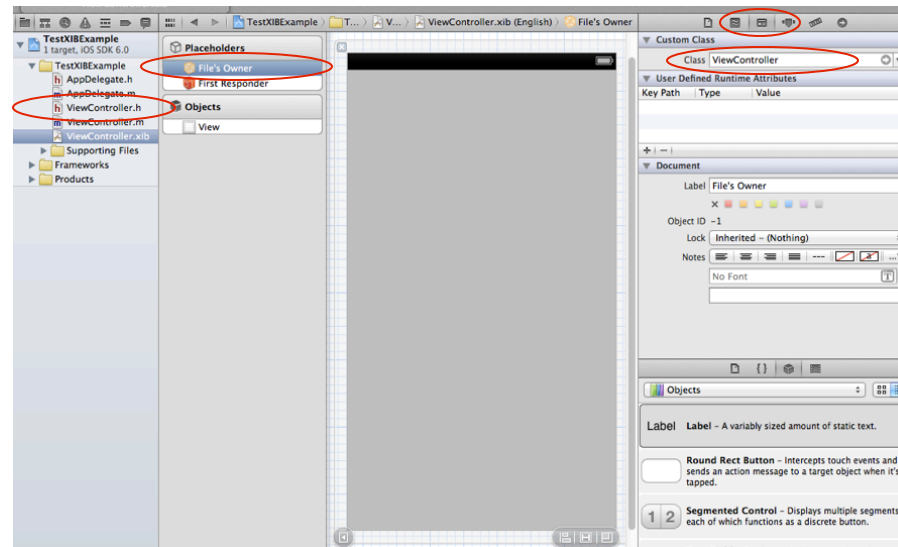 TestXIBExample
T...
V...
ViewController.xib (English)
File's Owner
TestXIBExample
1 target, iOS SDK 6.0
TestXIBExample
h AppDelegate.h
m AppDelegate.m
h ViewController.h
m ViewController.m
ViewController.xib
Supporting Files
Frameworks
Products
Placeholders
File's Owner
First Responder
Objects
View
Custom Class
Class ViewController
User Defined Runtime Attributes
Key Path Type Value
Document
Label File's Owner
Object ID -1
Lock Inherited - (Nothing)
Notes
No Font
Objects
Label Label - A variably sized amount of static text.
Round Rect Button - Intercepts touch events and
sends an action message to a target object when it's
tapped.
1 2 Segmented Control - Displays multiple segments
each of which functions as a discrete button.